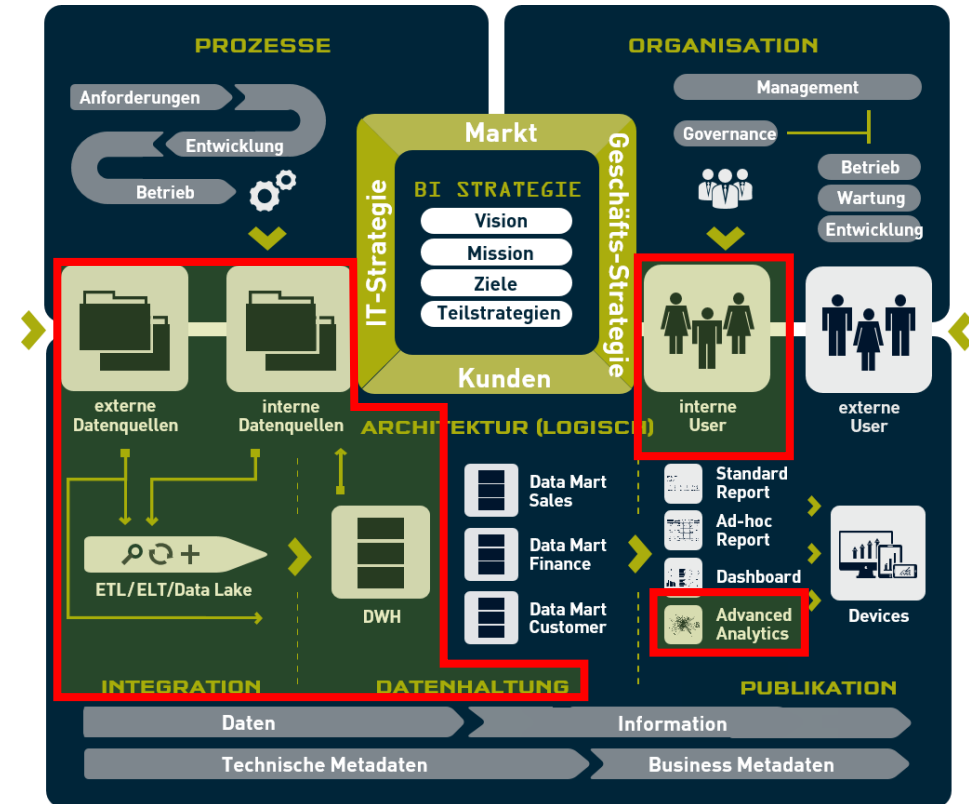 PROZESSE
ORGANISATION
Anforderungen
Entwicklung
Betrieb
Management
Governance
Betrieb
Wartung
Entwicklung
Markt
IT-Strategie
Geschäfts-Strategie
Kunden
BI STRATEGIE
Vision
Mission
Ziele
Teilstrategien
externe
Datenquellen
interne
Datenquellen
interne
User
externe
User
ARCHITEKTUR (LOGISCH)
ETL/ELT/Data Lake
DWH
Data Mart
Sales
Data Mart
Finance
Data Mart
Customer
Standard
Report
Ad-hoc
Report
Dashboard
Advanced
Analytics
Devices
INTEGRATION
DATENHALTUNG
PUBLIKATION
Daten
Information
Technische Metadaten
Business Metadaten